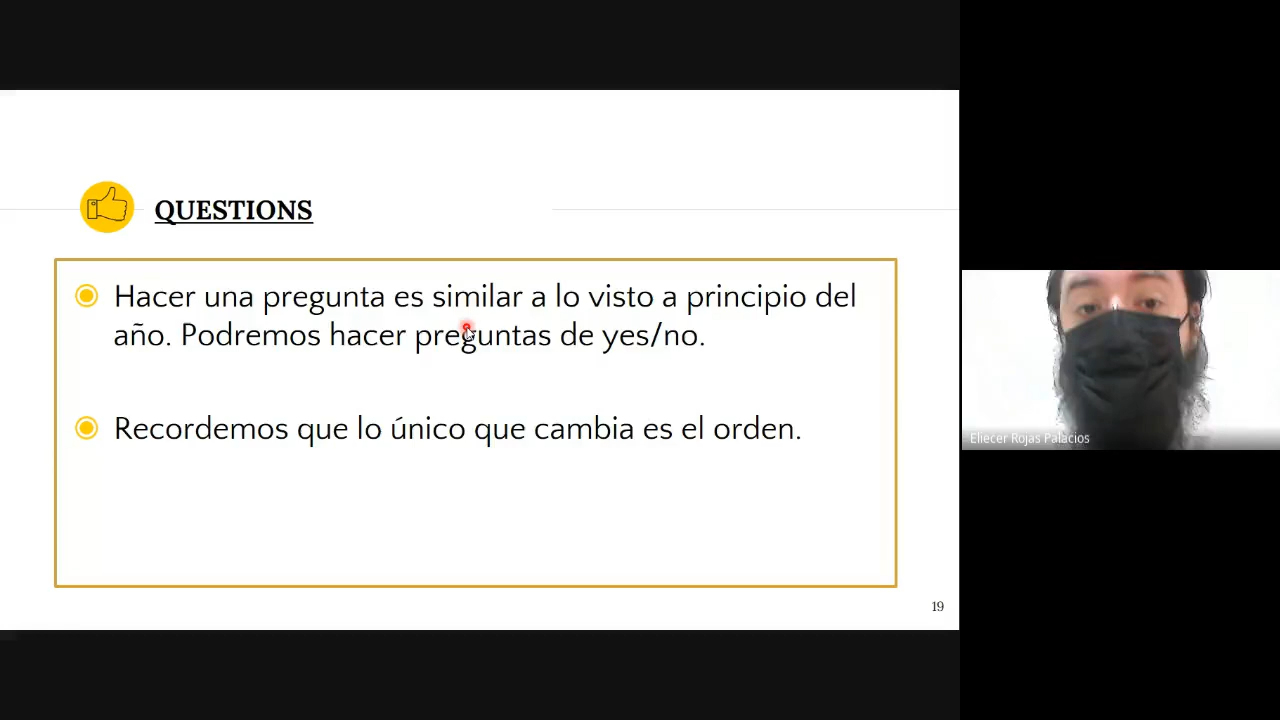 QUESTIONS
Hacer una pregunta es similar a lo visto a principio del
año. Podremos hacer preguntas de yes/no.
Recordemos que lo único que cambia es el orden.
19
Eliecer Rojas Palacios